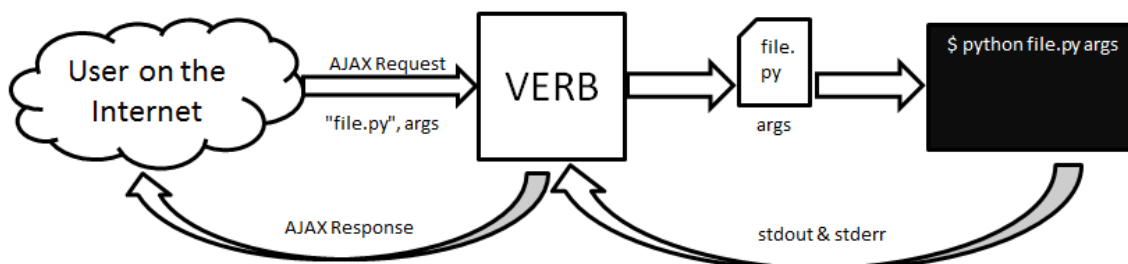 User on the
Internet
AJAX Request
"file.py", args
VERB
file.
py
args
$ python file.py args
AJAX Response
stdout & stderr